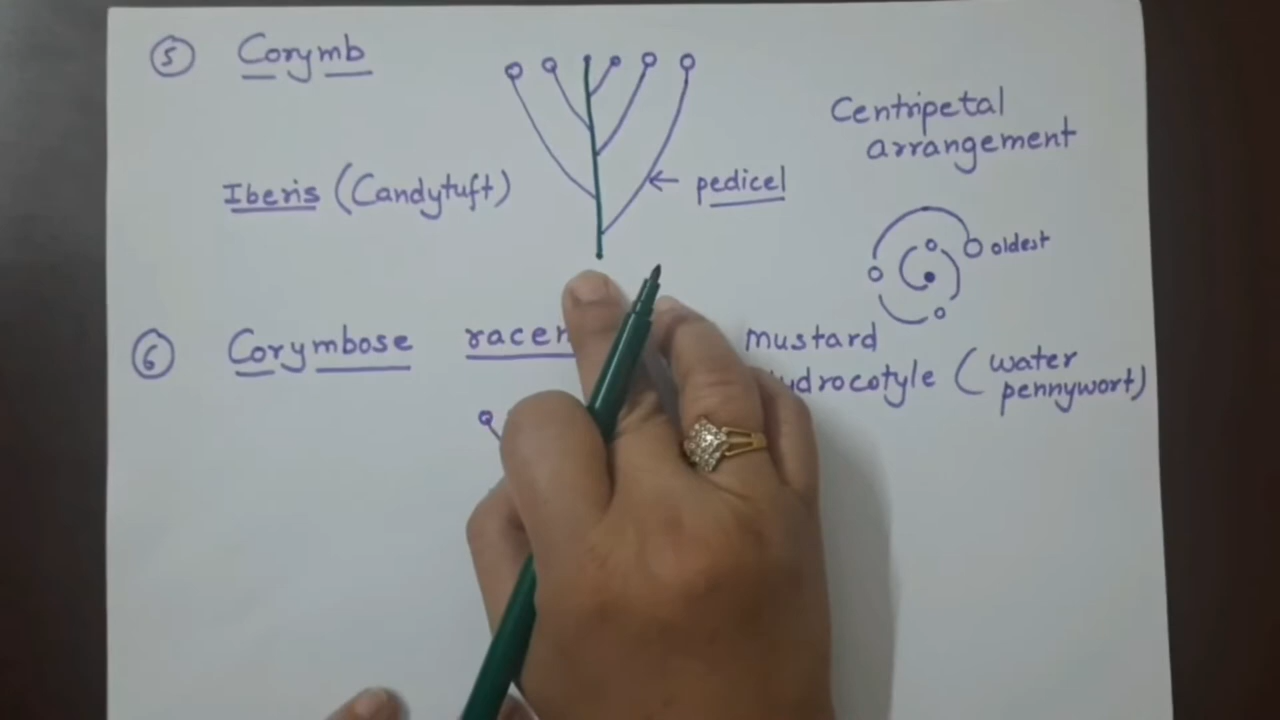 5 Corymb
Centripetal
arrangement
Iberis (Candytuft)
pedicel
oldest
6 Corymbose
mustard
(water
pennywort)